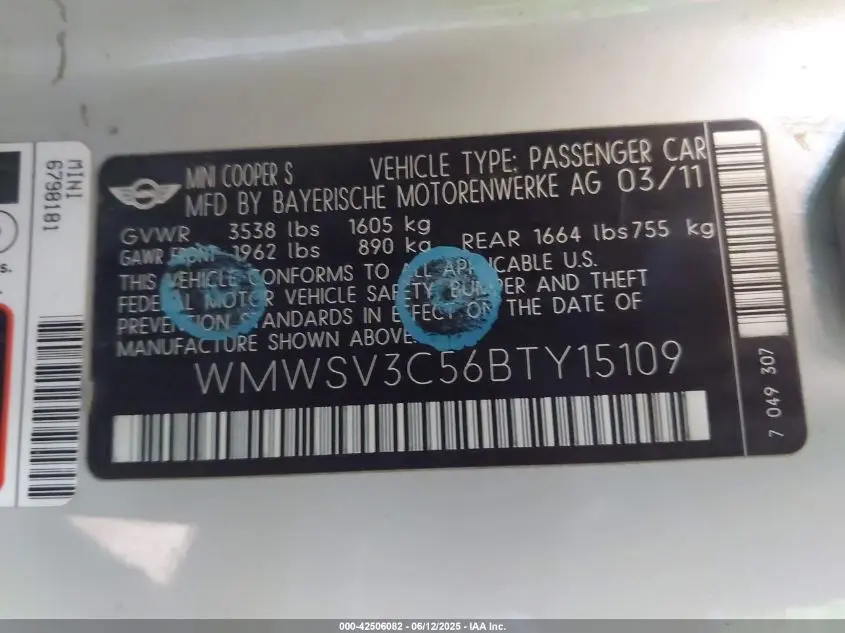 MINI COOPER S VEHICLE TYPE: PASSENGER CAR
MFD BY BAYERISCHE MOTORENWERKE AG 03/11
GVWR 3538 lbs 1605 kg
GAWR FRONT 1962 lbs 890 kg REAR 1664 lbs 755 kg
THIS VEHICLE CONFORMS TO ALL APPLICABLE U.S.
FEDERAL MOTOR VEHICLE SAFETY, BUMPER AND THEFT
PREVENTION STANDARDS IN EFFECT ON THE DATE OF
MANUFACTURE SHOWN ABOVE.
WMWSV3C56BTY15109
7 049 307
MINI
6798181
s.
000-42506082 - 06/12/2025 - IAA Inc.